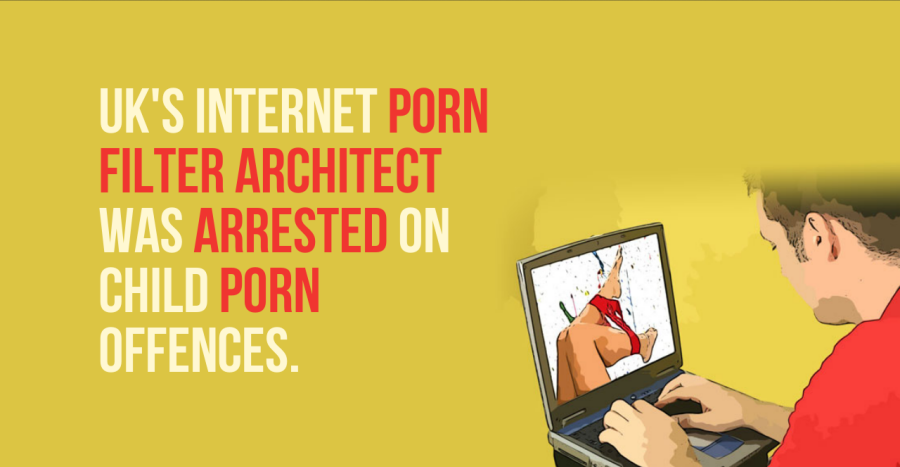 UK'S INTERNET PORN
FILTER ARCHITECT
WAS ARRESTED ON
CHILD PORN
OFFENCES.